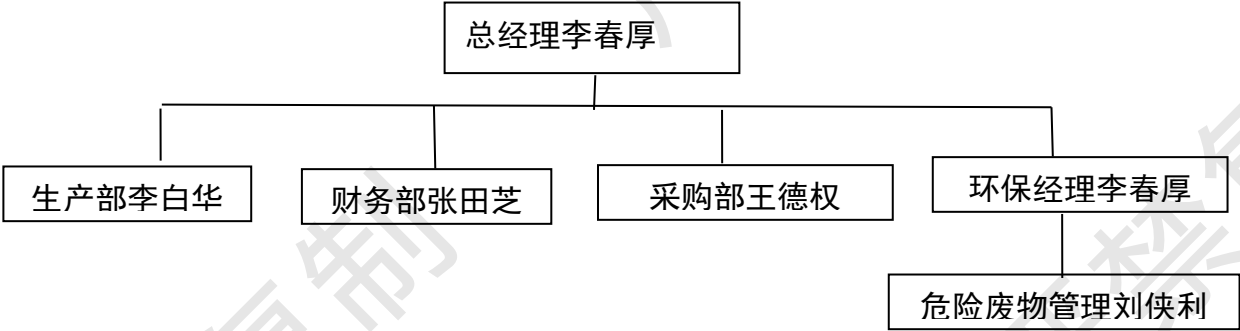 总经理李春厚
生产部李白华
财务部张田芝
采购部王德权
环保经理李春厚
危险废物管理刘侠利